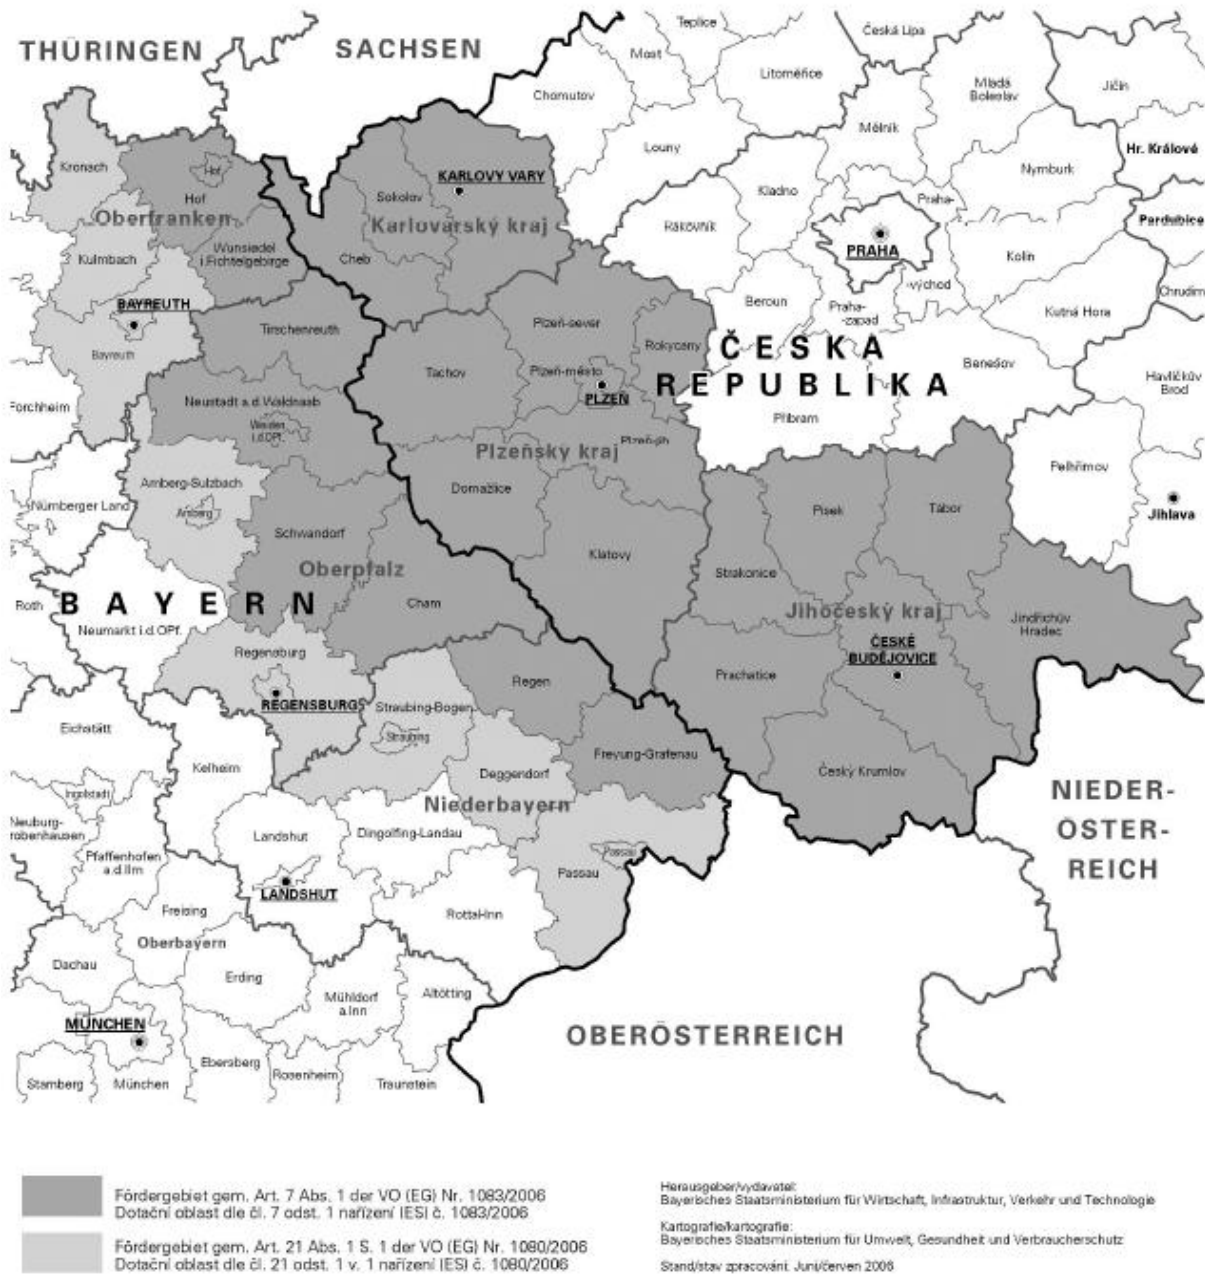 THÜRINGEN
SACHSEN
Teplice
Česká Lípa
Most
Litoměřice
Mladá
Boleslav
Jičín
Chomutov
Mělník
Louny
Hr. Králové
Nymburk
Kronach
Hof
Hof
KARLOVY VARY
Sokolov
Kladno
Praha-
Oberfranken
Karlovarský kraj
Rakovník
Pardubice
PRAHA
Kulmbach
Wunsiedel
i.Fichtelgebirge
Cheb
Kolín
-východ
Chrudim
BAYREUTH
Beroun
Praha-
-západ
Kutná Hora
Tirschenreuth
Plzeň-sever
Rokycany
Bayreuth
ČESKÁ
REPUBLIKA
Benešov
Tachov
Plzeň-město
PLZEŇ
Havlíčkův
Brod
Forchheim
Neustadt a.d.Waldnaab
Weiden
i.d.OPf.
Příbram
Plzeňský kraj
Plzeň-jih
Pelhřimov
Amberg-Sulzbach
Amberg
Domažlice
Nürnberger Land
Písek
Tábor
Jihlava
Schwandorf
Klatovy
Oberpfalz
Strakonice
BAYERN
Roth
Cham
Jihočeský kraj
Jindřichův
Hradec
Neumarkt i.d.OPf.
Regensburg
ČESKÉ
BUDĚJOVICE
REGENSBURG
Regen
Prachatice
Straubing-Bogen
Straubing
Eichstätt
Freyung-Grafenau
Kelheim
Deggendorf
Český Krumlov
Ingolstadt
Niederbayern
NIEDER-
ÖSTER-
REICH
Neuburg-
Landshut
Dingolfing-Landau
Pfaffenhofen
a.d.Ilm
Passau
Passau
LANDSHUT
Freising
Rottal-Inn
Oberbayern
Dachau
Erding
Mühldorf
a.Inn
Altötting
MÜNCHEN
OBERÖSTERREICH
Ebersberg
Rosenheim
Traunstein
Starnberg
München
Fördergebiet gem. Art. 7 Abs. 1 der VO (EG) Nr. 1083/2006
Dotační oblast dle čl. 7 odst. 1 nařízení (ES) č. 1083/2006
Fördergebiet gem. Art. 21 Abs. 1 S. 1 der VO (EG) Nr. 1080/2006
Dotační oblast dle čl. 21 odst. 1 v. 1 nařízení (ES) č. 1080/2006
Herausgeber/vydavatel:
Bayerisches Staatsministerium für Wirtschaft, Infrastruktur, Verkehr und Technologie
Kartografie/kartografie:
Bayerisches Staatsministerium für Umwelt, Gesundheit und Verbraucherschutz
Stand/stav zpracování: Juni/červen 2006